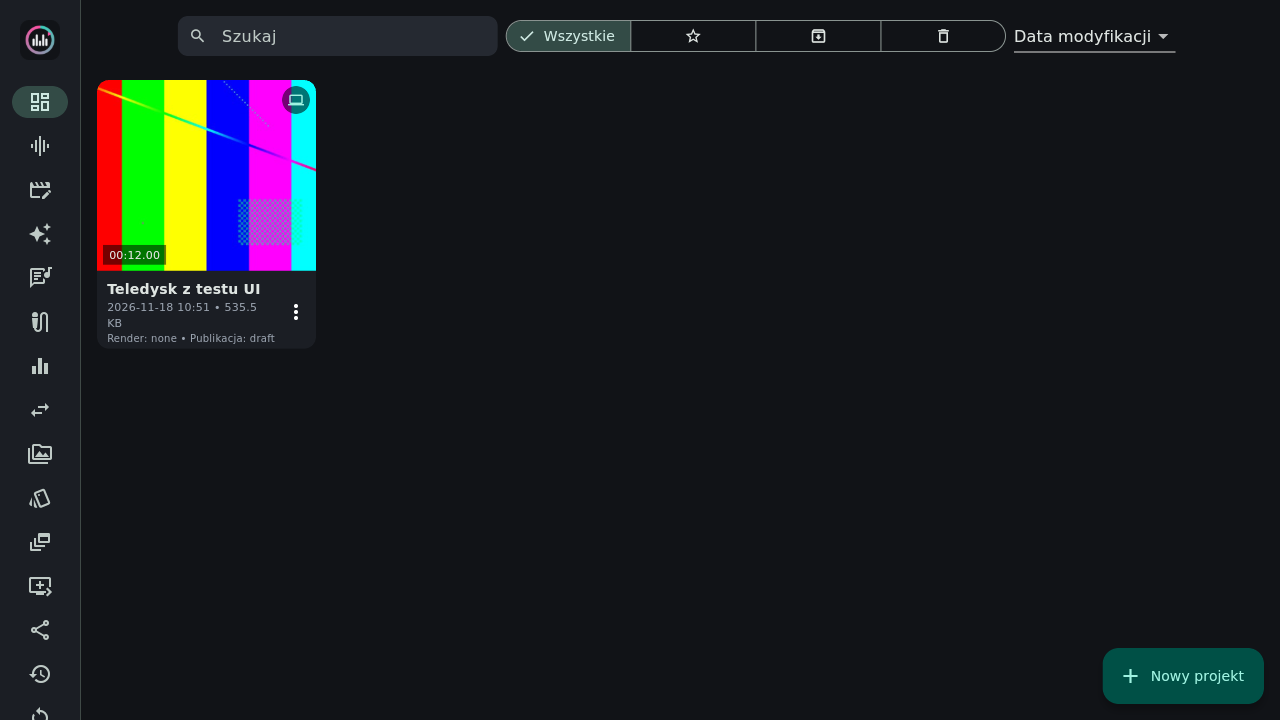 Szukaj
Wszystkie
Data modyfikacji
00:12.00
Teledysk z testu UI
2026-11-18 10:51 • 535.5
KB
Render: none • Publikacja: draft
Nowy projekt